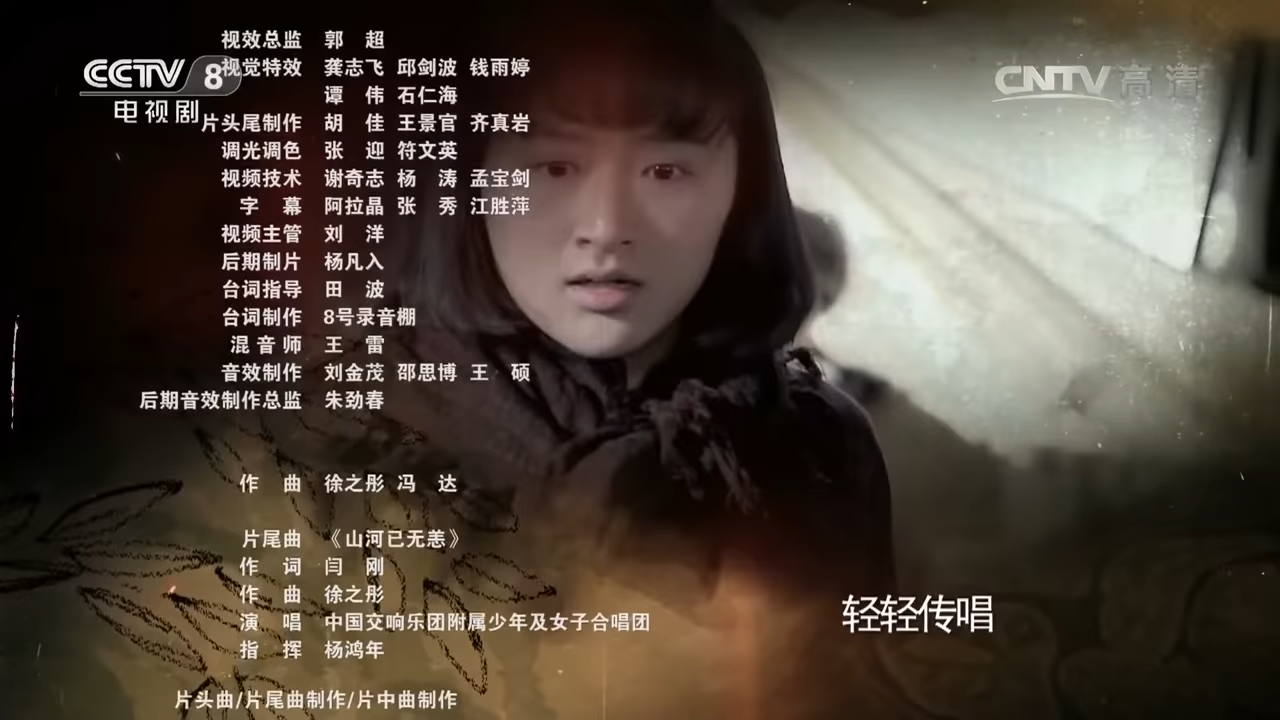 视效总监 郭 超
CCTV 8
视觉特效 龚志飞 邱剑波 钱雨婷
CNTV 高清
谭 伟 石仁海
电视剧
片头尾制作 胡 佳 王景官 齐真岩
调光调色 张 迎 符文英
视频技术 谢奇志 杨 涛 孟宝剑
字 幕 阿拉晶 张 秀 江胜萍
视频主管 刘 洋
后期制片 杨凡入
台词指导 田 波
台词制作 8号录音棚
混音师 王 雷
音效制作 刘金茂 邵思博 王 硕
后期音效制作总监 朱劲春
作 曲 徐之彤 冯 达
片尾曲 《山河已无恙》
作 词 闫 刚
作 曲 徐之彤
演 唱 中国交响乐团附属少年及女子合唱团
轻轻传唱
指 挥 杨鸿年
片头曲/片尾曲制作/片中曲制作